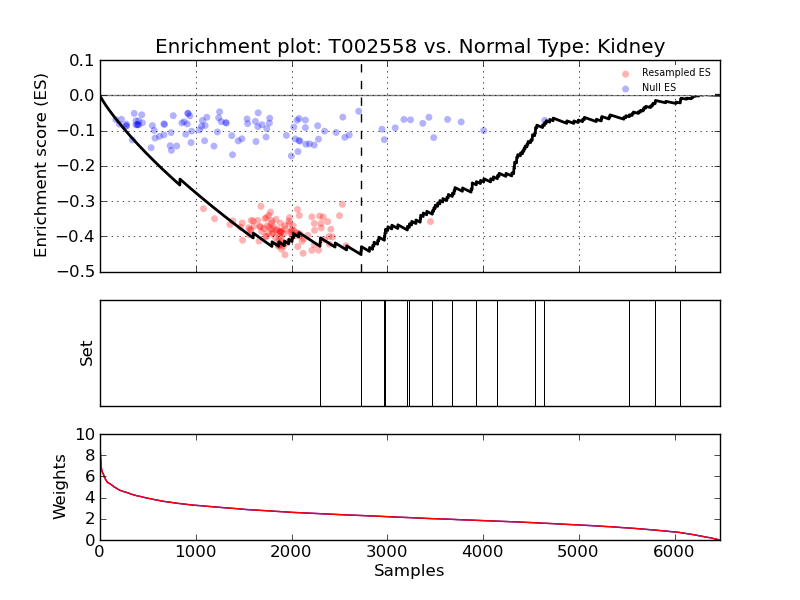 Enrichment plot: T002558 vs. Normal Type: Kidney
Enrichment score (ES)
0.1
0.0
−0.1
−0.2
−0.3
−0.4
−0.5
Resampled ES
Null ES
Set
Weights
10
8
6
4
2
0
0 1000 2000 3000 4000 5000 6000
Samples